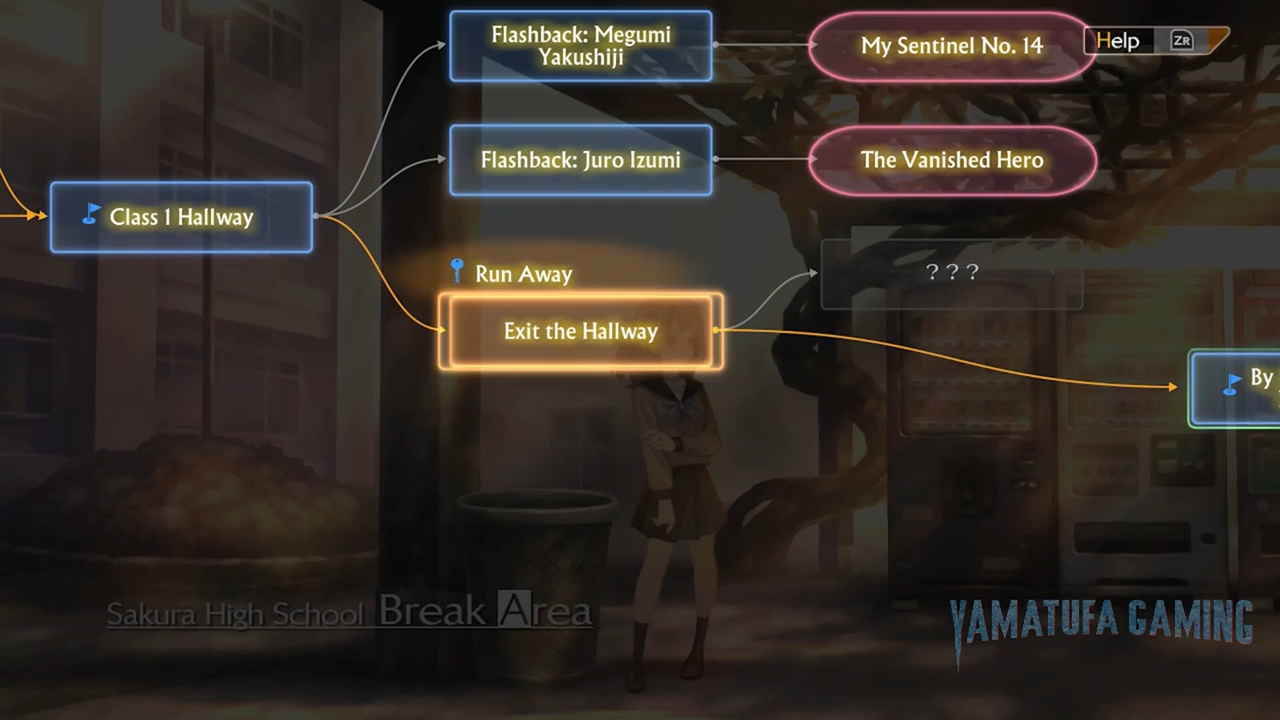 Flashback: Megumi
Yakushiji
My Sentinel No. 14
Help ZR
Flashback: Juro Izumi
The Vanished Hero
Class 1 Hallway
Run Away
? ? ?
Exit the Hallway
By
Sakura High School Break Area
YAMATUFA GAMING